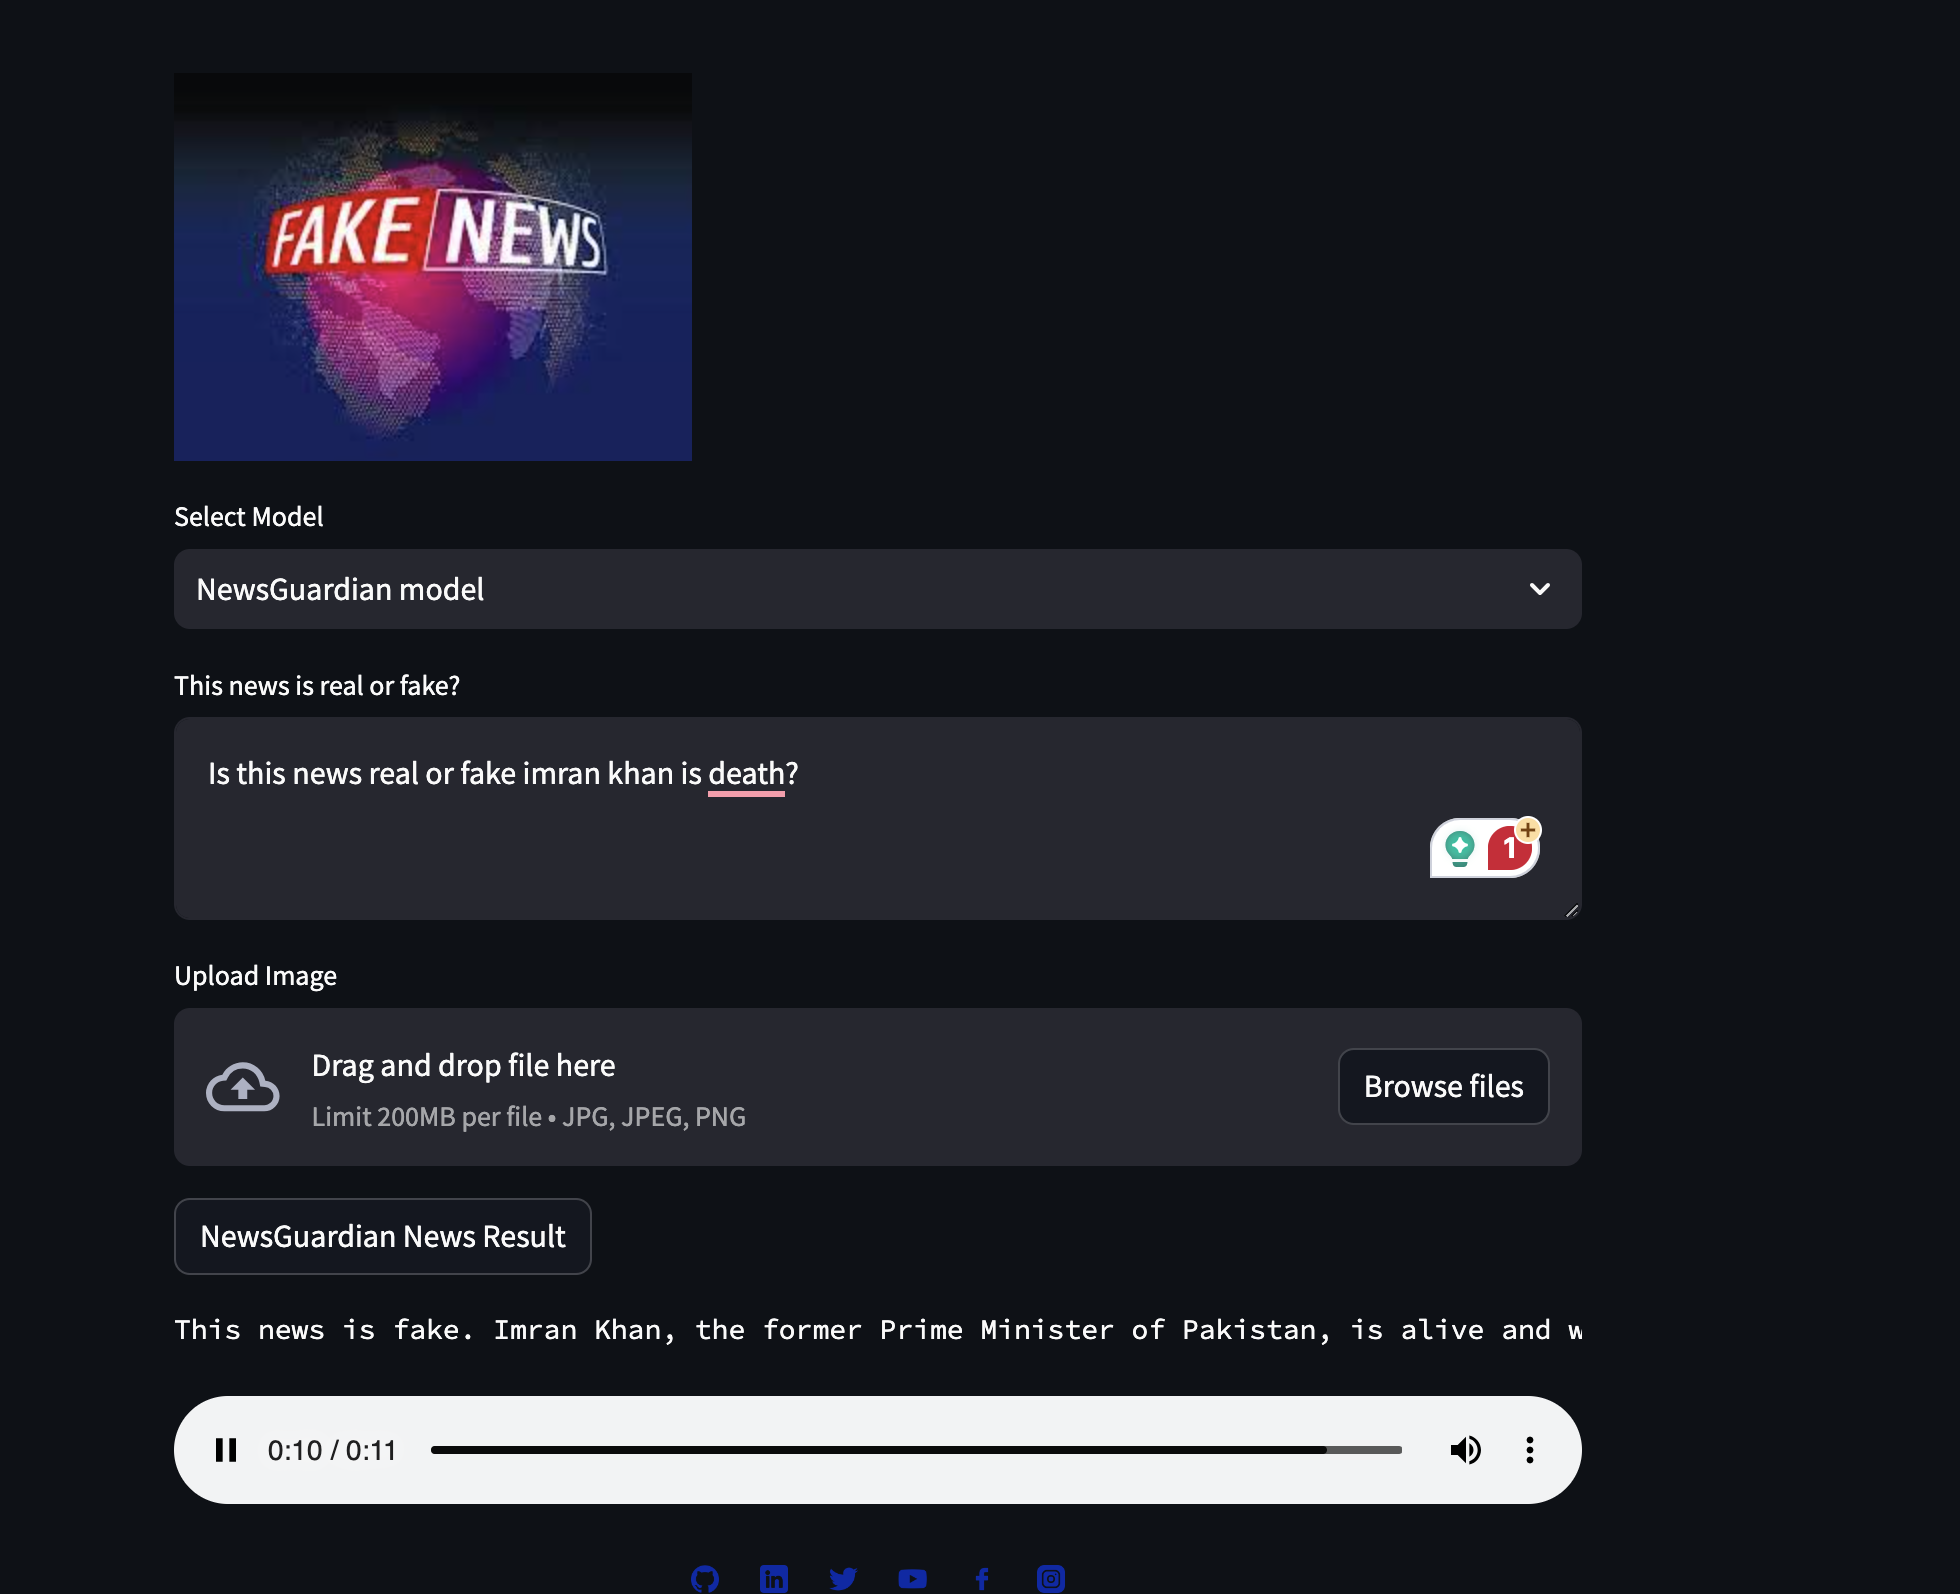 FAKE NEWS
Select Model
NewsGuardian model
This news is real or fake?
Is this news real or fake imran khan is death?
1
Upload Image
Drag and drop file here
Limit 200MB per file • JPG, JPEG, PNG
Browse files
NewsGuardian News Result
This news is fake. Imran Khan, the former Prime Minister of Pakistan, is alive and
0:10 / 0:11